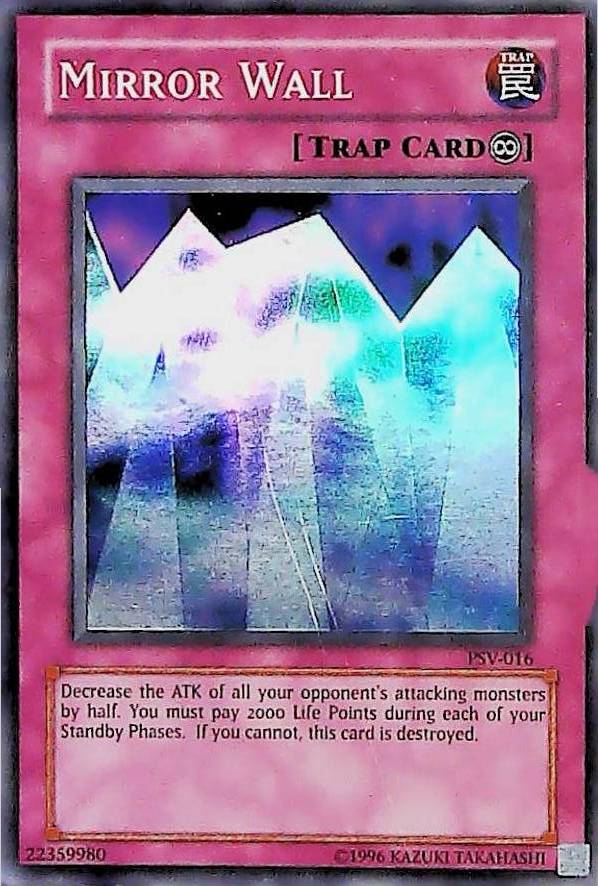 MIRROR WALL
TRAP
罠
[TRAP CARD∞]
PSV-016
Decrease the ATK of all your opponent's attacking monsters
by half. You must pay 2000 Life Points during each of your
Standby Phases. If you cannot, this card is destroyed.
22359980
©1996 KAZUKI TAKAHASHI